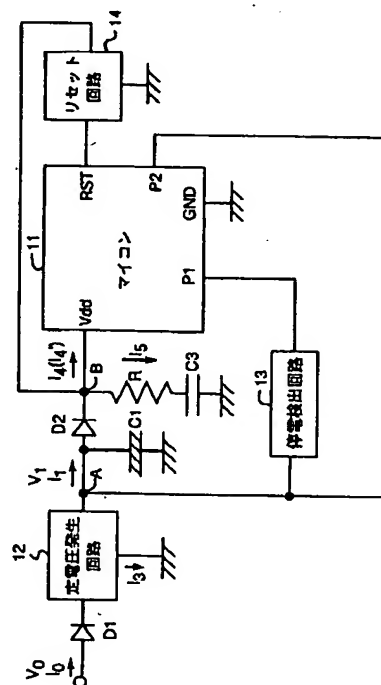 V0
I0
D1
12
定電圧発生
回路
I3
V1
I1
A
D2
C1
B
I4(I4')
R
I5
C3
11
Vdd
マイコン
RST
P2
GND
P1
14
リセット
回路
13
停電検出回路